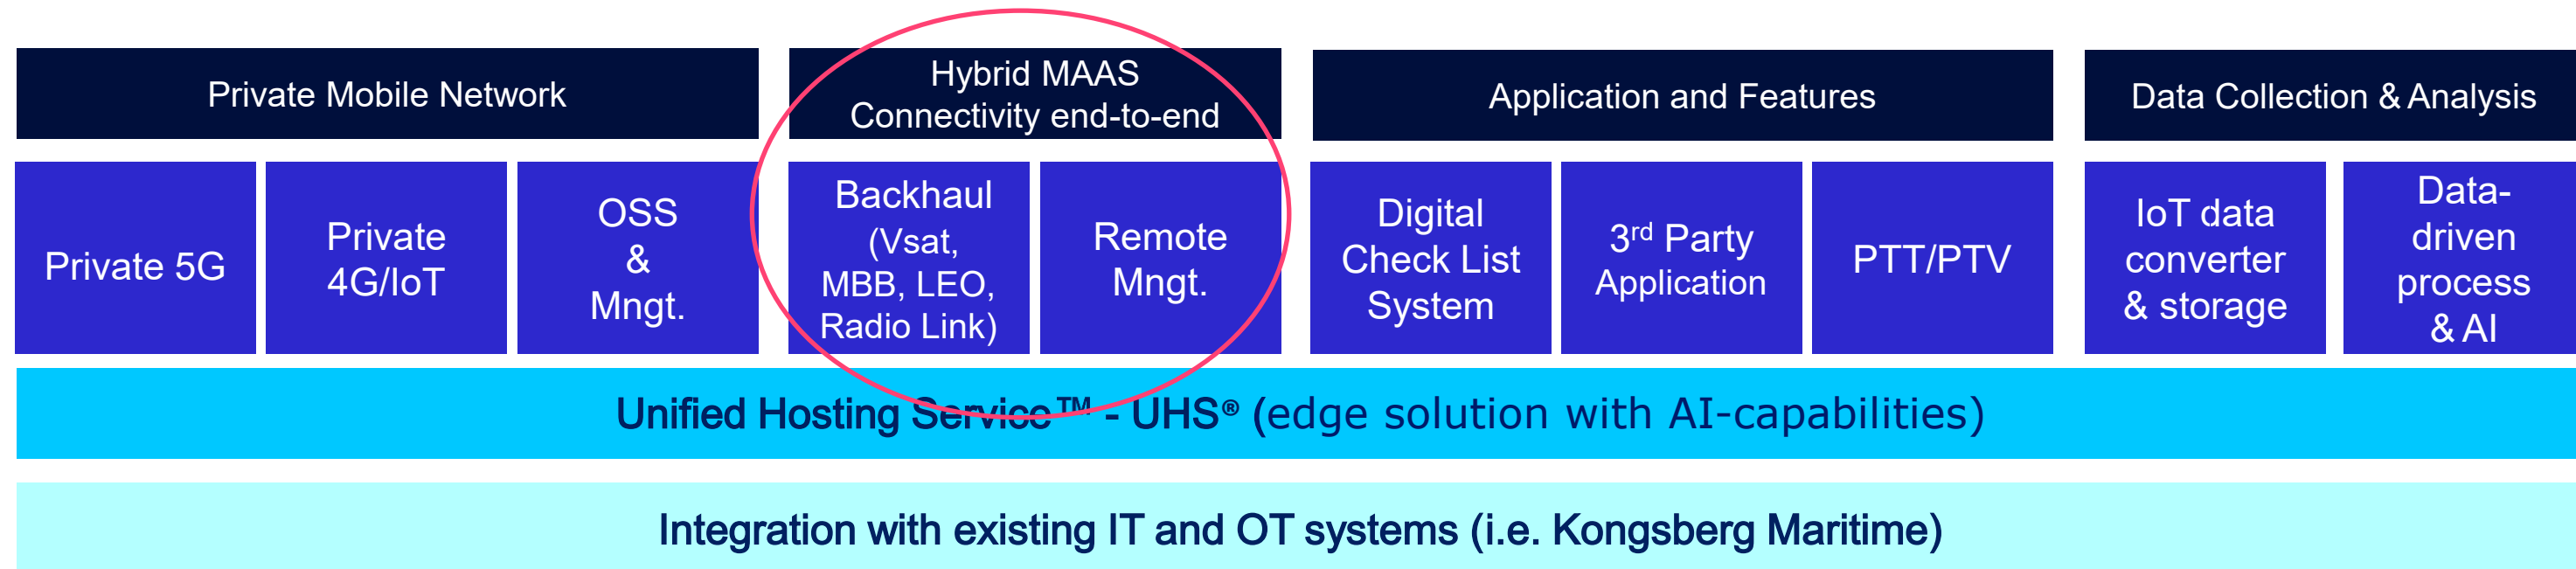 Private Mobile Network
Hybrid MAAS
Connectivity end-to-end
Application and Features
Data Collection & Analysis
Private 5G
Private
4G/IoT
OSS
&
Mngt.
Backhaul
(Vsat,
MBB, LEO,
Radio Link)
Remote
Mngt.
Digital
Check List
System
3rd Party
Application
PTT/PTV
IoT data
converter
& storage
Data-
driven
process
& AI
Unified Hosting Service™ - UHS® (edge solution with AI-capabilities)
Integration with existing IT and OT systems (i.e. Kongsberg Maritime)